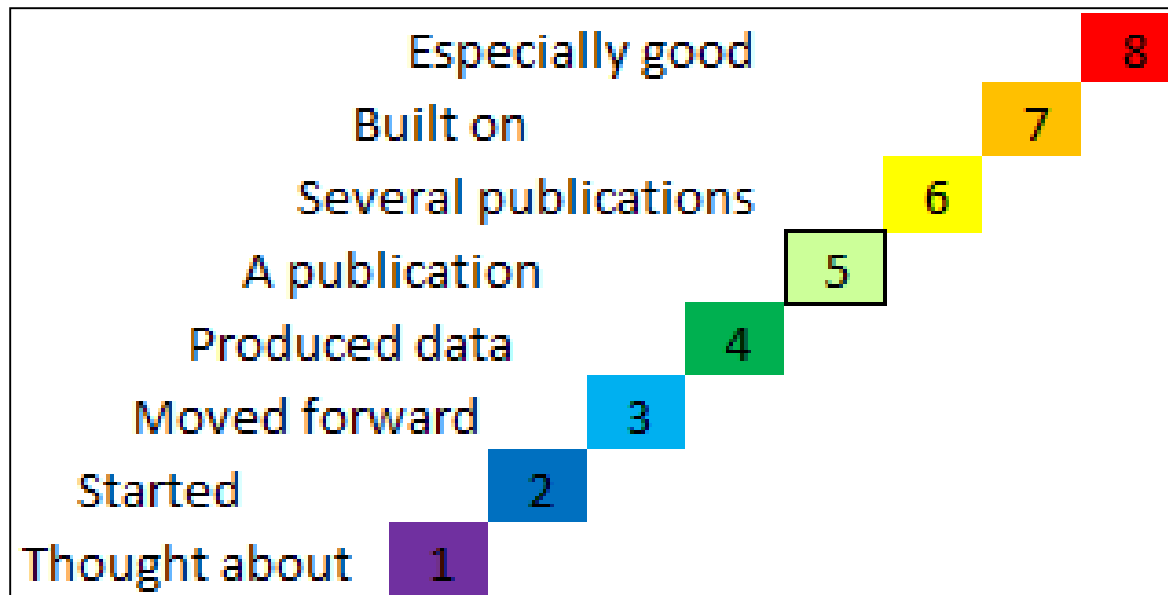 Especially good 8
Built on 7
Several publications 6
A publication 5
Produced data 4
Moved forward 3
Started 2
Thought about 1